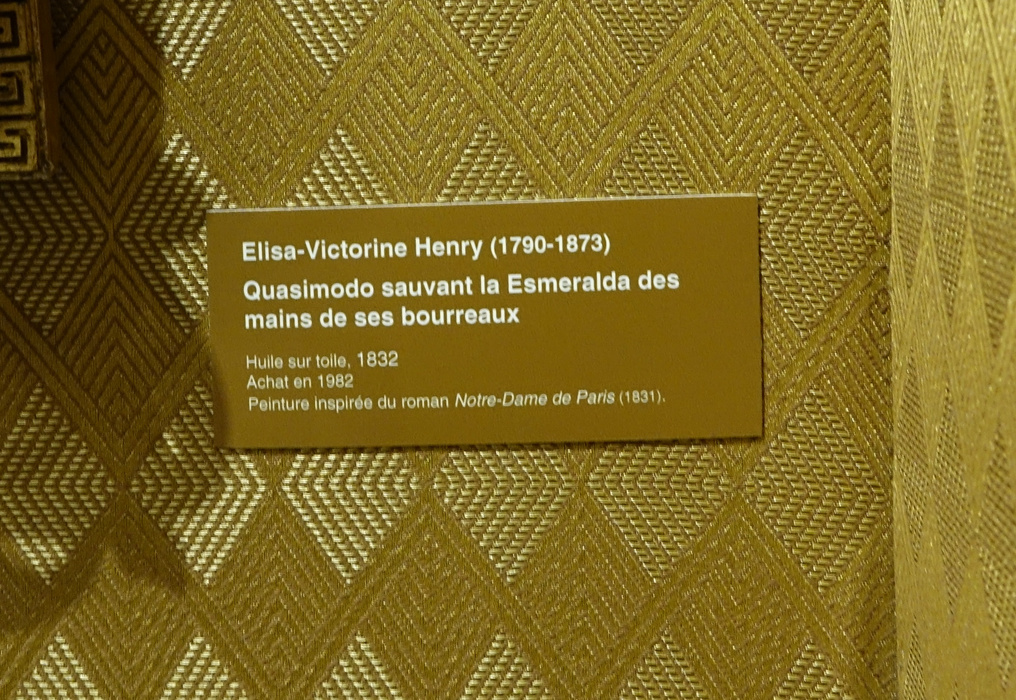 Elisa-Victorine Henry (1790-1873)
Quasimodo sauvant la Esmeralda des
mains de ses bourreaux
Huile sur toile, 1832
Achat en 1982
Peinture inspirée du roman Notre-Dame de Paris (1831).